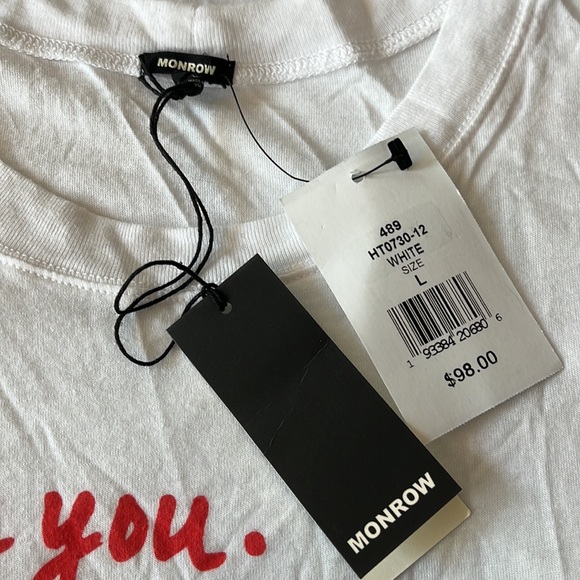 MONROW
489
HT0730-12
WHITE
SIZE
L
1 93384 20680 6
$98.00
MONROW
you.